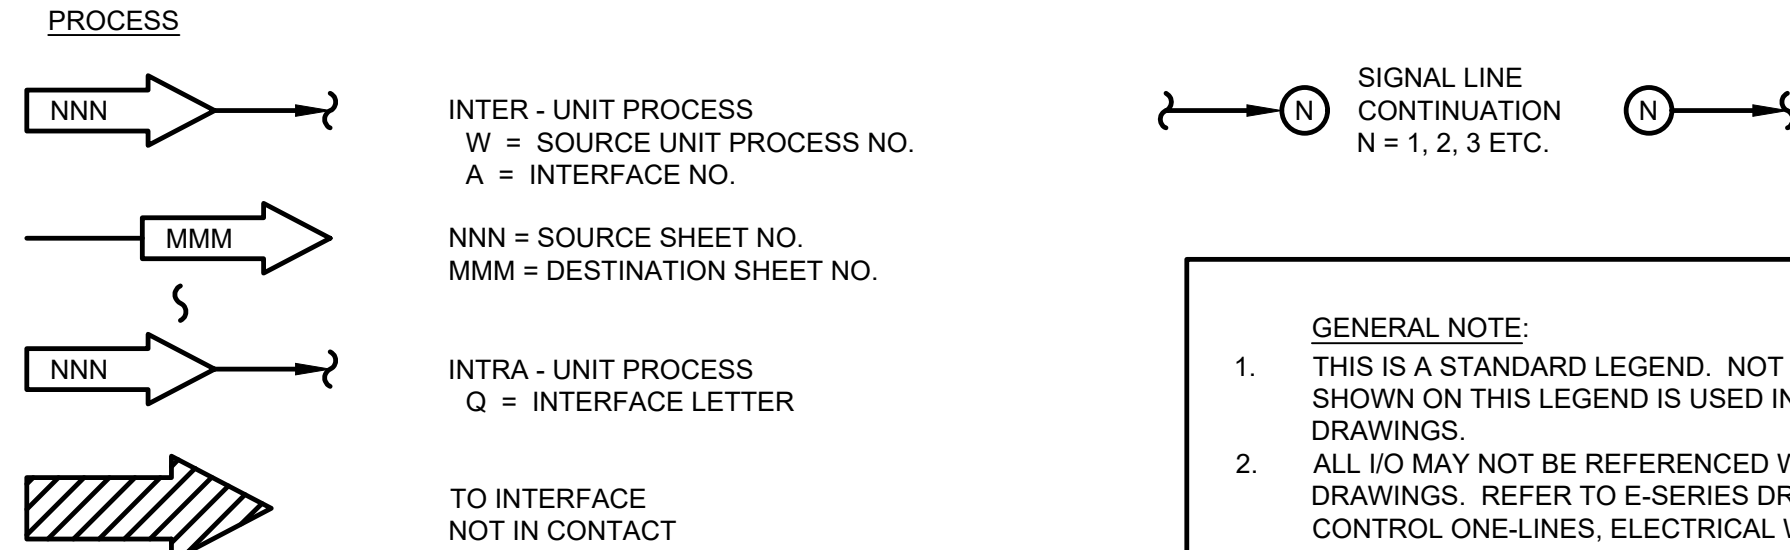 PROCESS
NNN
INTER - UNIT PROCESS
W = SOURCE UNIT PROCESS NO.
A = INTERFACE NO.
MMM
NNN = SOURCE SHEET NO.
MMM = DESTINATION SHEET NO.
NNN
INTRA - UNIT PROCESS
Q = INTERFACE LETTER
TO INTERFACE
NOT IN CONTACT
N
SIGNAL LINE
CONTINUATION
N = 1, 2, 3 ETC.
N
GENERAL NOTE:
1. THIS IS A STANDARD LEGEND. NOT
SHOWN ON THIS LEGEND IS USED IN
DRAWINGS.
2. ALL I/O MAY NOT BE REFERENCED
DRAWINGS. REFER TO E-SERIES
CONTROL ONE-LINES, ELECTRICAL